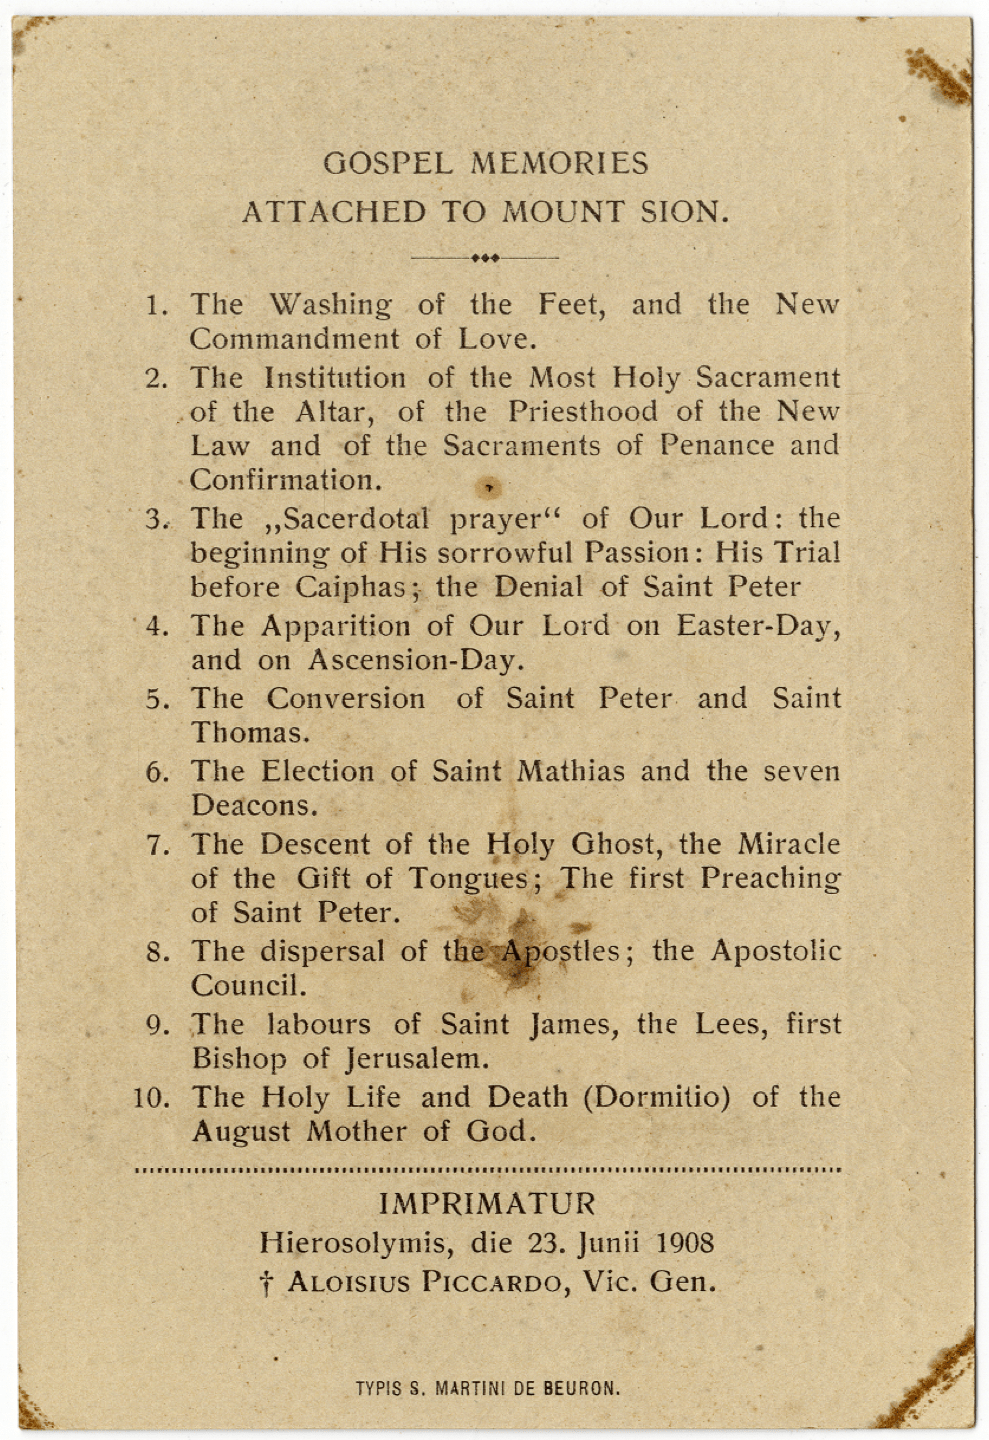 GOSPEL MEMORIES
ATTACHED TO MOUNT SION.
1. The Washing of the Feet, and the New
Commandment of Love.
2. The Institution of the Most Holy Sacrament
of the Altar, of the Priesthood of the New
Law and of the Sacraments of Penance and
Confirmation.
3. The „Sacerdotal prayer“ of Our Lord: the
beginning of His sorrowful Passion: His Trial
before Caiphas; the Denial of Saint Peter
4. The Apparition of Our Lord on Easter-Day,
and on Ascension-Day.
5. The Conversion of Saint Peter and Saint
Thomas.
6. The Election of Saint Mathias and the seven
Deacons.
7. The Descent of the Holy Ghost, the Miracle
of the Gift of Tongues; The first Preaching
of Saint Peter.
8. The dispersal of the Apostles; the Apostolic
Council.
9. The labours of Saint James, the Lees, first
Bishop of Jerusalem.
10. The Holy Life and Death (Dormitio) of the
August Mother of God.
IMPRIMATUR
Hierosolymis, die 23. Junii 1908
† ALOISIUS PICCARDO, Vic. Gen.
TYPIS S. MARTINI DE BEURON.